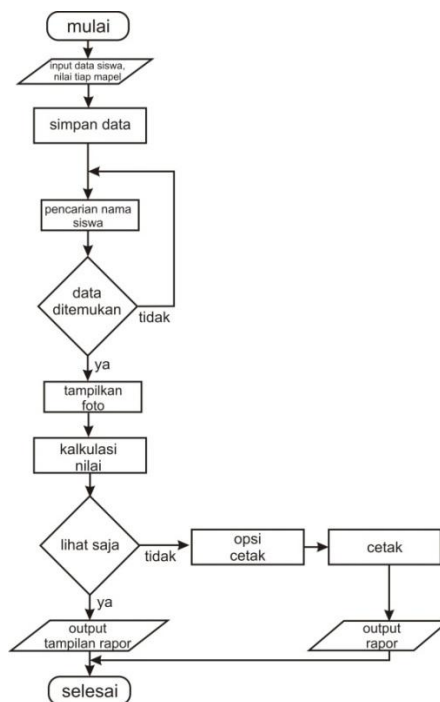 mulai
input data siswa,
nilai tiap mapel
simpan data
pencarian nama
siswa
data
ditemukan
tidak
ya
tampilkan
foto
kalkulasi
nilai
lihat saja
tidak
opsi
cetak
cetak
ya
output
tampilan rapor
output
rapor
selesai